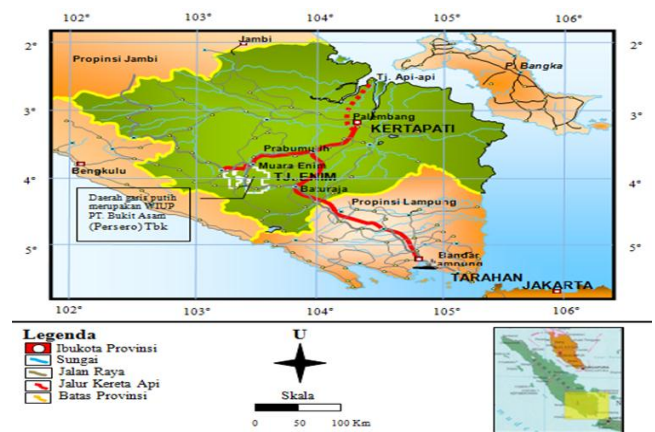 102° 103° 104° 105° 106°
Jambi
2° 2°
Propinsi Jambi
P. Bangka
Tj. Api-api
3° 3°
Palembang
KERTAPATI
Prabumulih
Muara Enim
Bengkulu
TJ. ENIM
4° 4°
Baturaja
Daerah garis putih
merupakan WIUP
PT. Bukit Asam
(Persero) Tbk
Propinsi Lampung
5° 5°
Bandar
Lampung
TARAHAN
JAKARTA
102° 103° 104° 105° 106°
Legenda
Ibukota Provinsi
Sungai
Jalan Raya
Jalur Kereta Api
Batas Provinsi
U
Skala
0 50 100 Km